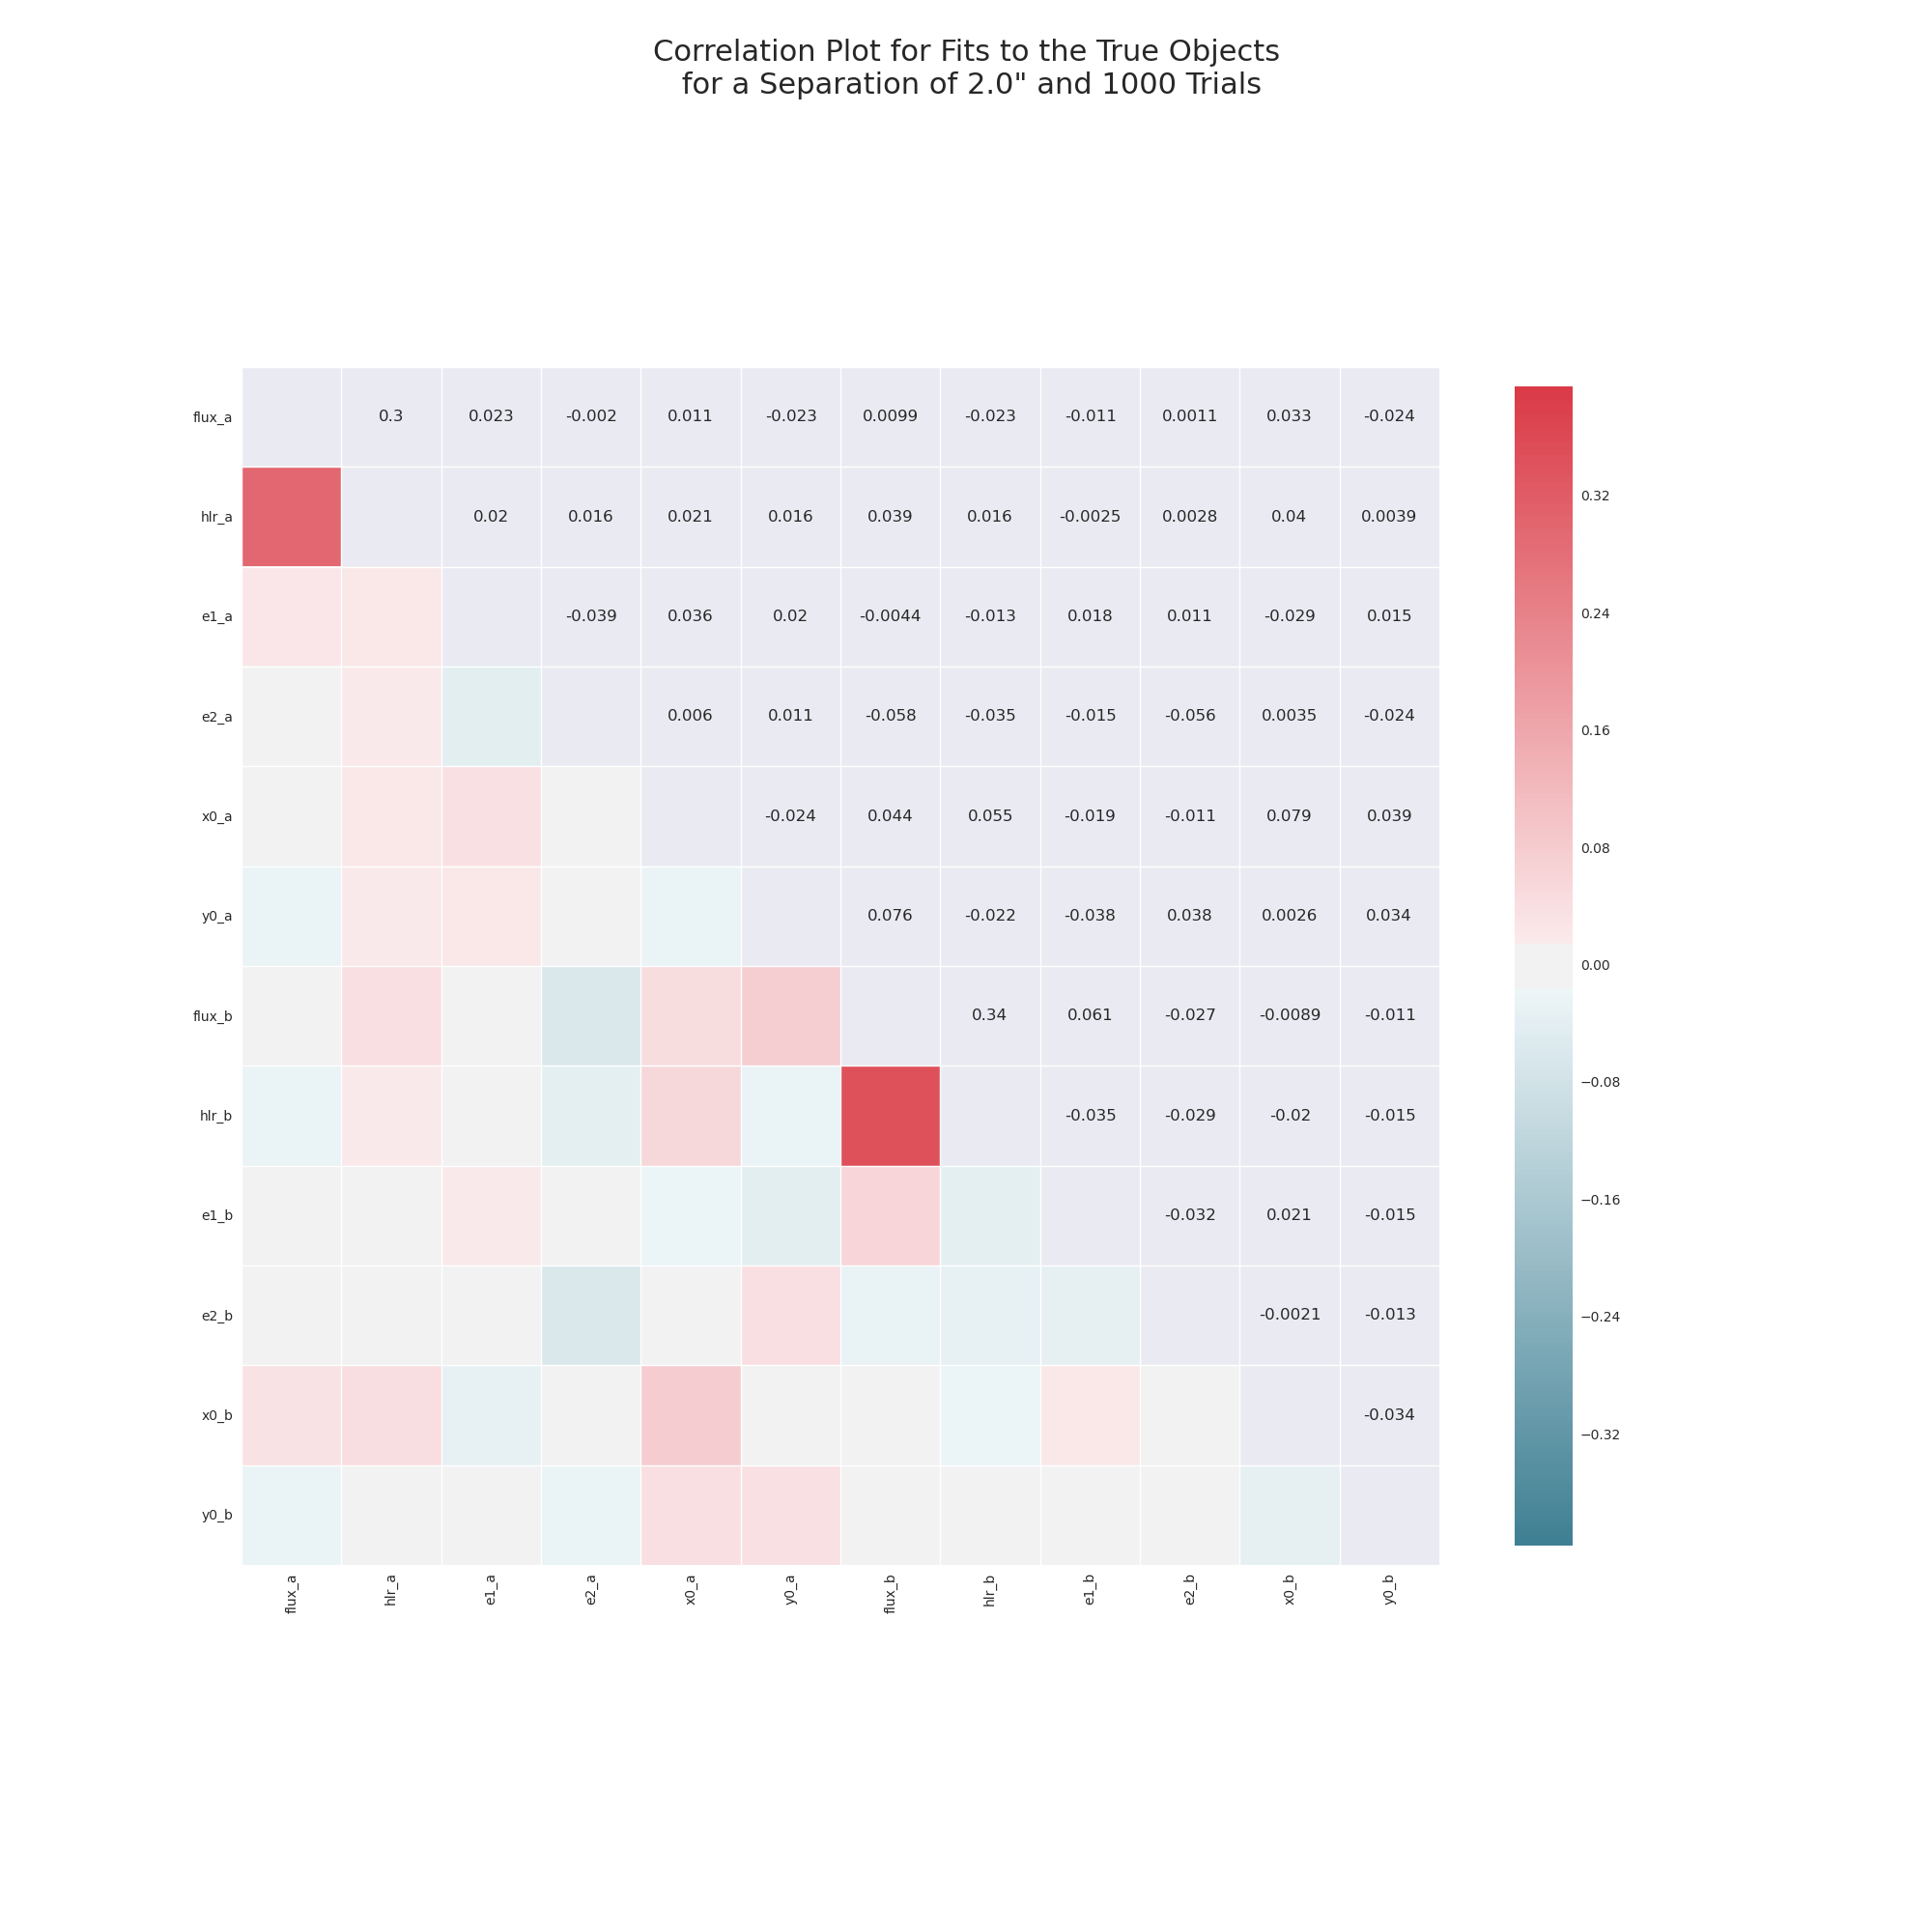 Correlation Plot for Fits to the True Objects
for a Separation of 2.0" and 1000 Trials
flux_a 0.3 0.023 -0.002 0.011 -0.023 0.0099 -0.023 -0.011 0.0011 0.033 -0.024
hlr_a 0.02 0.016 0.021 0.016 0.039 0.016 -0.0025 0.0028 0.04 0.0039
e1_a -0.039 0.036 0.02 -0.0044 -0.013 0.018 0.011 -0.029 0.015
e2_a 0.006 0.011 -0.058 -0.035 -0.015 -0.056 0.0035 -0.024
x0_a -0.024 0.044 0.055 -0.019 -0.011 0.079 0.039
y0_a 0.076 -0.022 -0.038 0.038 0.0026 0.034
flux_b 0.34 0.061 -0.027 -0.0089 -0.011
hlr_b -0.035 -0.029 -0.02 -0.015
e1_b -0.032 0.021 -0.015
e2_b -0.0021 -0.013
x0_b -0.034
y0_b
flux_a hlr_a e1_a e2_a x0_a y0_a flux_b hlr_b e1_b e2_b x0_b y0_b
0.32
0.24
0.16
0.08
0.00
−0.08
−0.16
−0.24
−0.32